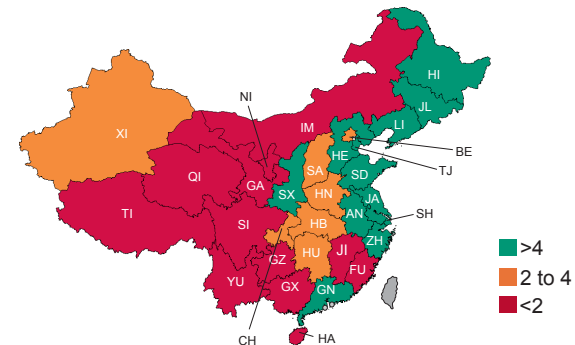 HI
JL
NI
LI
IM
XI
BE
HE
SA
TJ
QI
GA
SD
SX
HN
JA
TI
SH
SI
AN
HB
ZH
>4
HU
JI
GZ
2 to 4
FU
YU
GX
GN
<2
CH
HA